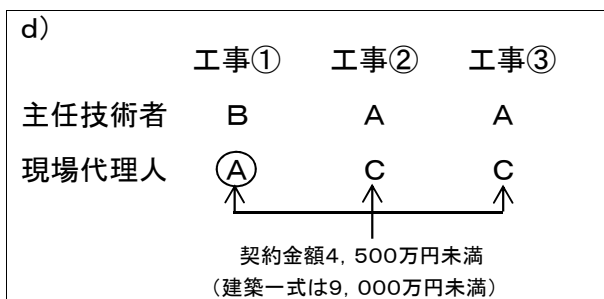 d)
工事① 工事② 工事③
主任技術者 B A A
現場代理人 A C C
契約金額4,500万円未満
(建築一式は9,000万円未満)